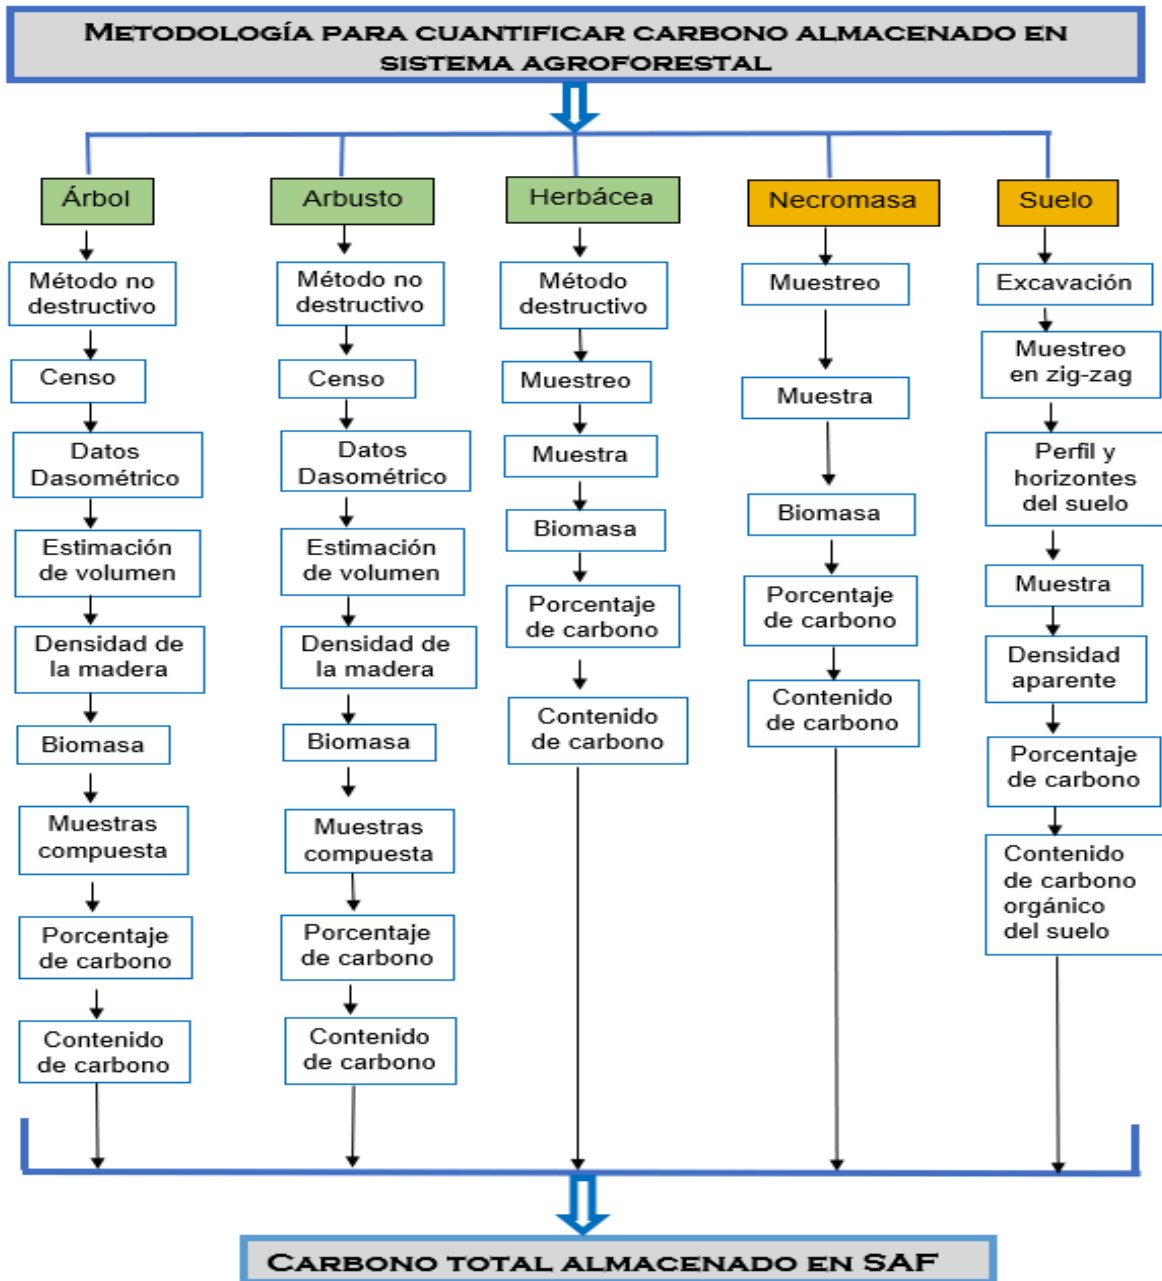 METODOLOGÍA PARA CUANTIFICAR CARBONO ALMACENADO EN
SISTEMA AGROFORESTAL
Árbol
Método no
destructivo
Censo
Datos
Dasométrico
Estimación
de volumen
Densidad de
la madera
Biomasa
Muestras
compuesta
Porcentaje
de carbono
Contenido
de carbono
Arbusto
Método no
destructivo
Censo
Datos
Dasométrico
Estimación
de volumen
Densidad de
la madera
Biomasa
Muestras
compuesta
Porcentaje
de carbono
Contenido
de carbono
Herbácea
Método
destructivo
Muestreo
Muestra
Biomasa
Porcentaje
de carbono
Contenido
de carbono
Necromasa
Muestreo
Muestra
Biomasa
Porcentaje
de carbono
Contenido
de carbono
Suelo
Excavación
Muestreo
en zig-zag
Perfil y
horizontes
del suelo
Muestra
Densidad
aparente
Porcentaje
de carbono
Contenido
de carbono
orgánico
del suelo
CARBONO TOTAL ALMACENADO EN SAF